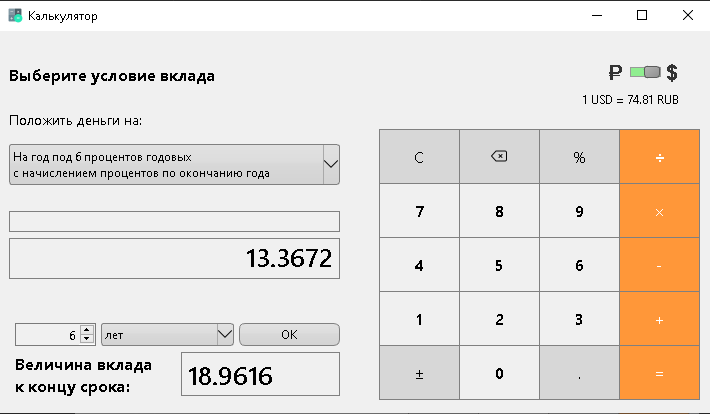 Калькулятор
Выберите условие вклада
₽ $
1 USD = 74.81 RUB
Положить деньги на:
На год под 6 процентов годовых
с начислением процентов по окончанию года
13.3672
6 лет OK
Величина вклада
к концу срока:
18.9616
C % ÷
7 8 9 ×
4 5 6 -
1 2 3 +
± 0 . =